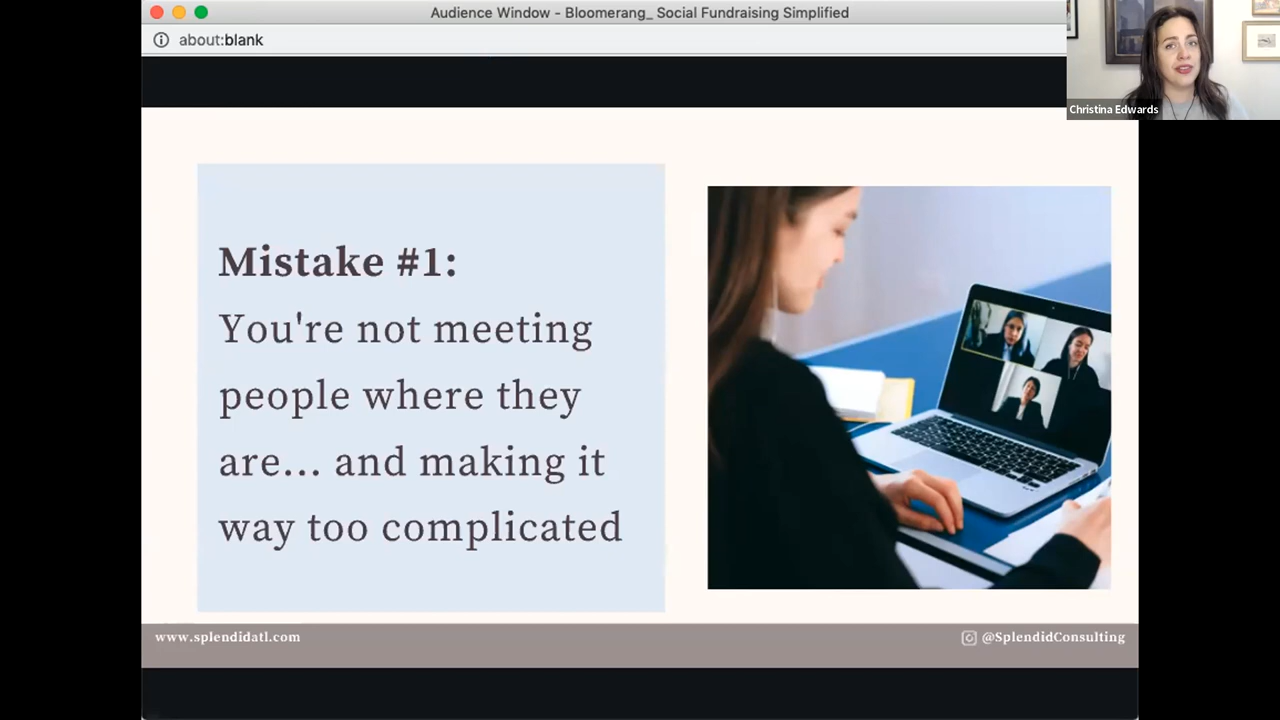 Audience Window - Bloomerang_ Social Fundraising Simplified
about:blank
Christina Edwards
Mistake #1:
You're not meeting
people where they
are... and making it
way too complicated
www.splendidatl.com
@SplendidConsulting